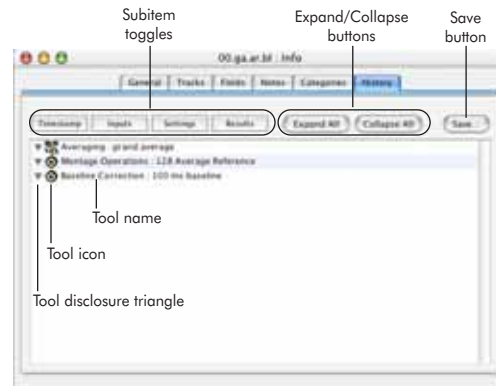 Subitem toggles
Expand/Collapse buttons
Save button
00.ga.ar.bl : Info
General Tracks Fields Notes Categories History
Timestamp Inputs Settings Results Expand All Collapse All Save...
Averaging : grand average
Montage Operations : 128 Average Reference
Baseline Correction : 100 ms baseline
Tool name
Tool icon
Tool disclosure triangle